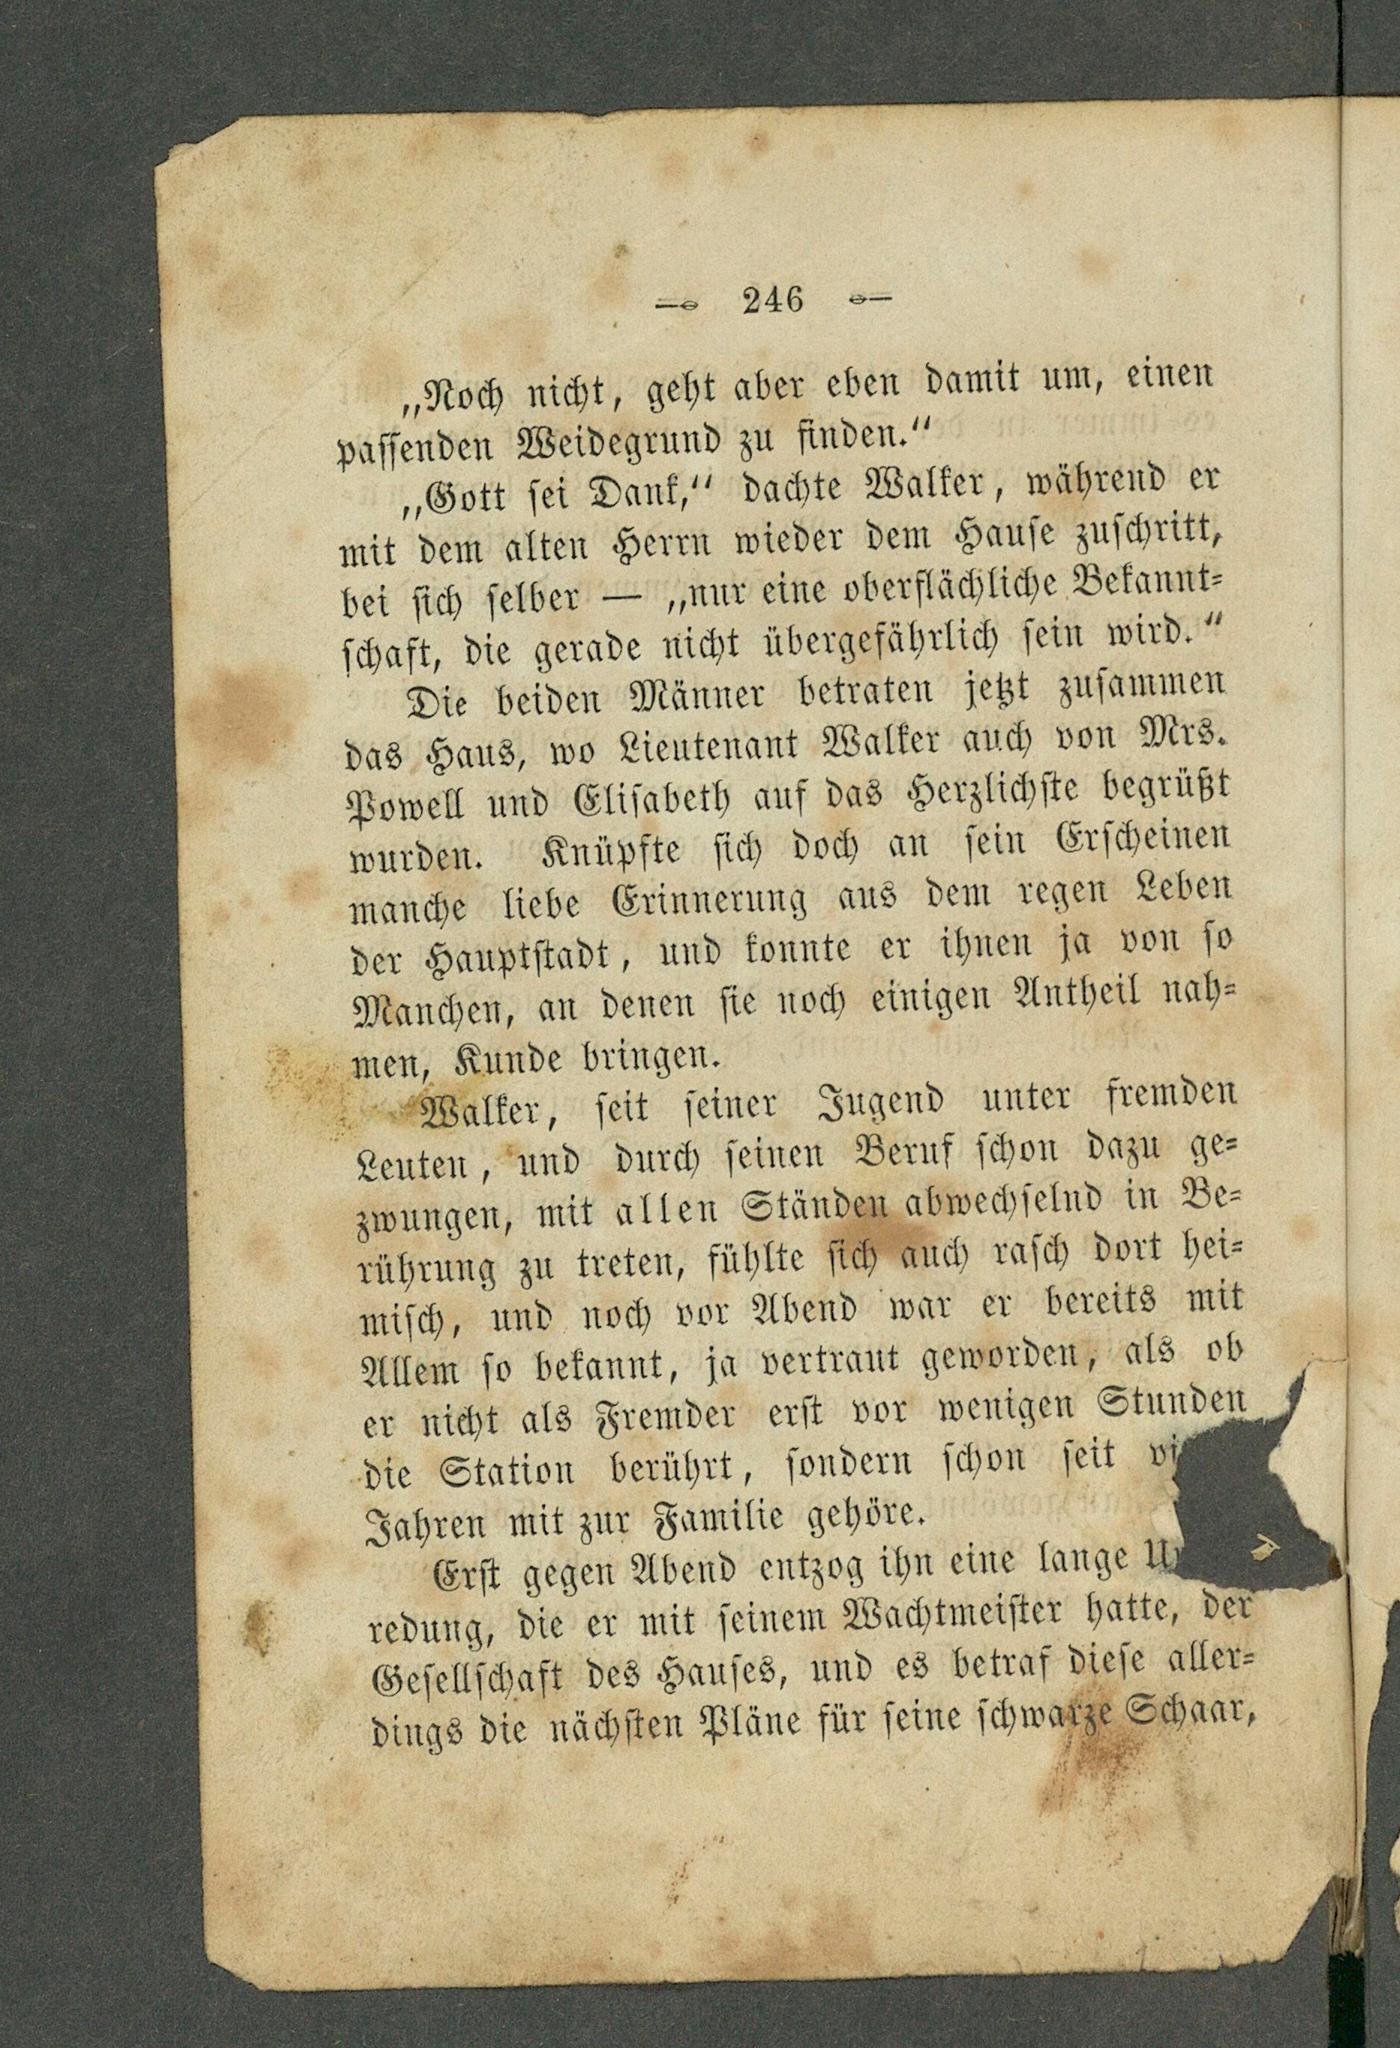 246
„Noch nicht, geht aber eben damit um, einen
passenden Weidegrund zu finden.“
„Gott sei Dank,“ dachte Walker, während er
mit dem alten Herrn wieder dem Hause zuschritt,
bei sich selber — „nur eine oberflächliche Bekannt-
schaft, die gerade nicht übergefährlich sein wird.“
Die beiden Männer betraten jetzt zusammen
das Haus, wo Lieutenant Walker auch von Mrs.
Powell und Elisabeth auf das Herzlichste begrüßt
wurden. Knüpfte sich doch an sein Erscheinen
manche liebe Erinnerung aus dem regen Leben
der Hauptstadt, und konnte er ihnen ja von so
Manchen, an denen sie noch einigen Antheil nah-
men, Kunde bringen.
Walker, seit seiner Jugend unter fremden
Leuten, und durch seinen Beruf schon dazu ge-
zwungen, mit allen Ständen abwechselnd in Be-
rührung zu treten, fühlte sich auch rasch dort hei-
misch, und noch vor Abend war er bereits mit
Allem so bekannt, ja vertraut geworden, als ob
er nicht als Fremder erst vor wenigen Stunden
die Station berührt, sondern schon seit
Jahren mit zur Familie gehöre.
Erst gegen Abend entzog ihn eine lange
redung, die er mit seinem Wachtmeister hatte, der
Gesellschaft des Hauses, und es betraf diese aller-
dings die nächsten Pläne für seine schwarze Schaar,